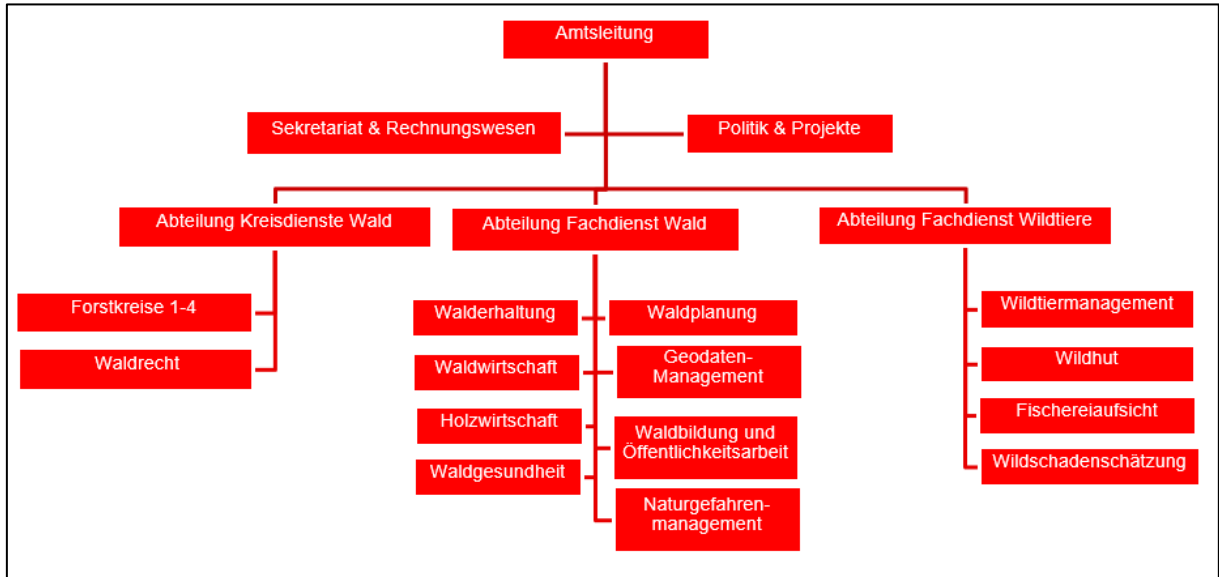 Amtsleitung
Sekretariat & Rechnungswesen
Politik & Projekte
Abteilung Kreisdienste Wald
Forstkreise 1-4
Waldrecht
Abteilung Fachdienst Wald
Walderhaltung
Waldplanung
Waldwirtschaft
Geodaten-
Management
Holzwirtschaft
Waldbildung und
Öffentlichkeitsarbeit
Waldgesundheit
Naturgefahren-
management
Abteilung Fachdienst Wildtiere
Wildtiermanagement
Wildhut
Fischereiaufsicht
Wildschadenschätzung